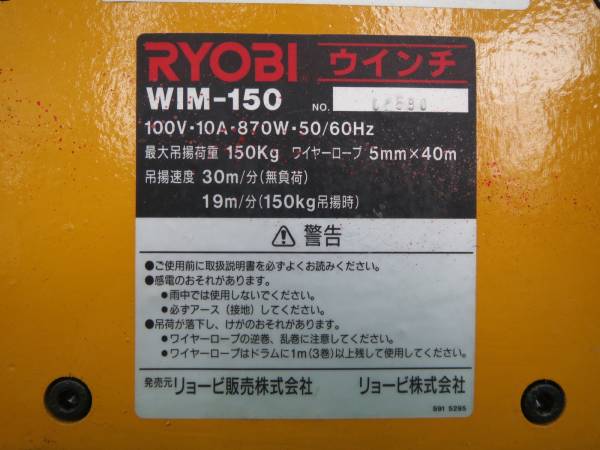 RYOBI ウインチ
WIM-150 NO.
100V・10A・870W・50/60Hz
最大吊揚荷重 150Kg ワイヤーロープ 5mm×40m
吊揚速度 30m/分(無負荷)
19m/分(150kg吊揚時)
警告
●ご使用前に取扱説明書を必ずよくお読みください。
●感電のおそれがあります。
●雨中では使用しないでください。
●必ずアース(接地)してください。
●吊荷が落下し、けがのおそれがあります。
●ワイヤーロープの逆巻、乱巻に注意してください。
●ワイヤーロープはドラムに1m(3巻)以上残して使用してください。
発売元 リョービ販売株式会社 リョービ株式会社
591 5295